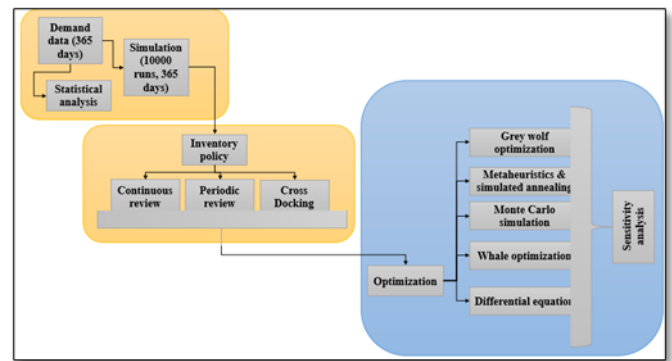 Demand
data (365
days)
Simulation
(10000
runs, 365
days)
Statistical
analysis
Inventory
policy
Continuous
review
Periodic
review
Cross
Docking
Optimization
Grey wolf
optimization
Metaheuristics &
simulated annealing
Monte Carlo
simulation
Whale optimization
Differential equation
Sensitivity
analysis